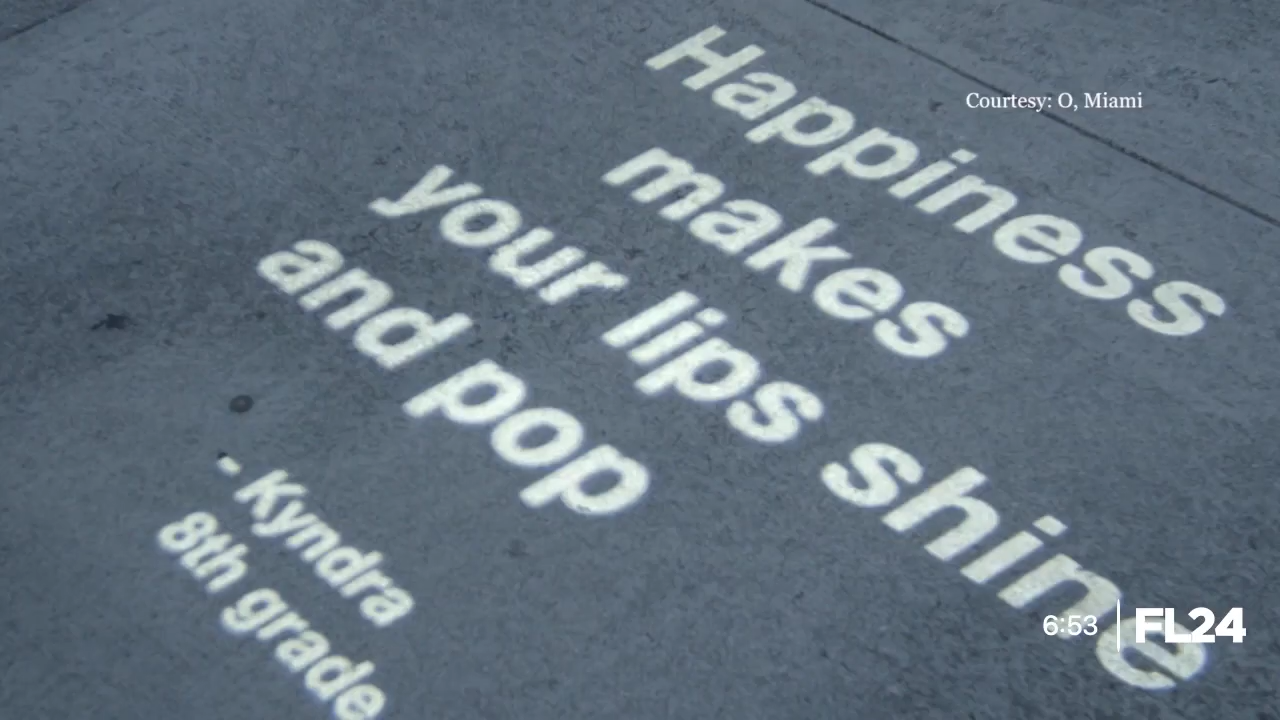 Happiness
makes
your lips shine
and pop
- Kyndra
8th grade
Courtesy: O, Miami
6:53 FL24